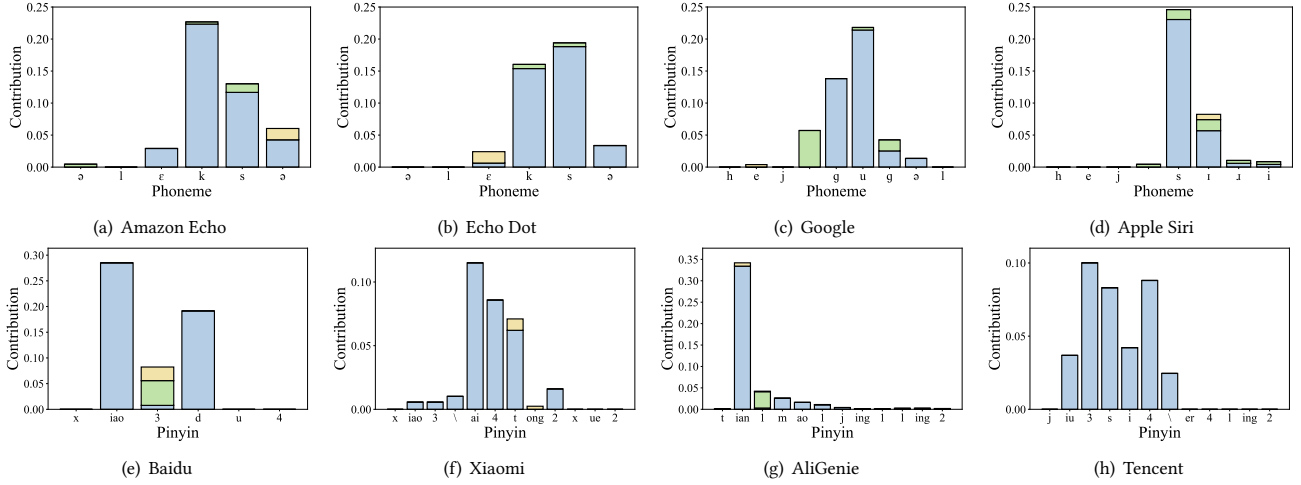 0.25 0.20 0.15 0.10 0.05 0.00
Contribution
ə l ɛ k s ə
Phoneme
(a) Amazon Echo
0.25 0.20 0.15 0.10 0.05 0.00
Contribution
ə l ɛ k s ə
Phoneme
(b) Echo Dot
0.25 0.20 0.15 0.10 0.05 0.00
Contribution
h e j g u g ə l
Phoneme
(c) Google
0.25 0.20 0.15 0.10 0.05 0.00
Contribution
h e j s ɪ ɹ i
Phoneme
(d) Apple Siri
0.30 0.25 0.20 0.15 0.10 0.05 0.00
Contribution
x iao 3 d u 4
Pinyin
(e) Baidu
0.10 0.05 0.00
Contribution
x iao 3 \ ai 4 t ong 2 x ue 2
Pinyin
(f) Xiaomi
0.35 0.30 0.25 0.20 0.15 0.10 0.05 0.00
Contribution
t ian 1 m ao 1 j ing 1 l ing 2
Pinyin
(g) AliGenie
0.10 0.05 0.00
Contribution
j iu 3 s i 4 \ er 4 l ing 2
Pinyin
(h) Tencent